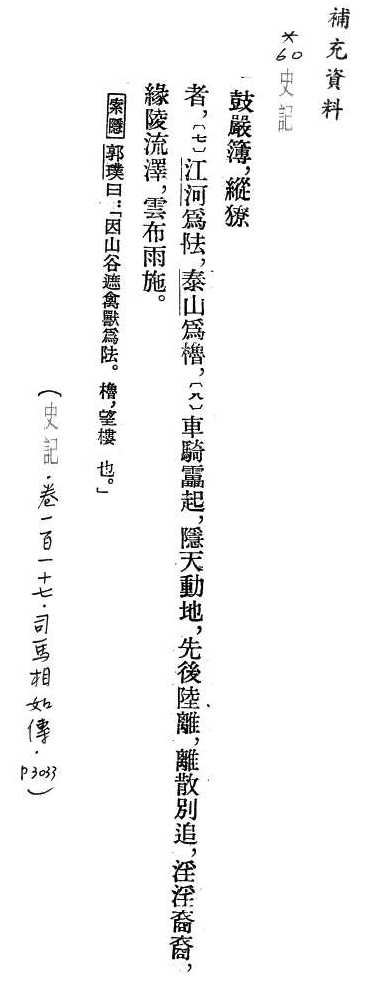 補充資料
*60 史記
鼓嚴簿，縱獠
者，〔七〕江河爲阹，泰山爲櫓，〔八〕車騎靁起，隱天動地，先後陸離，離散別追，淫淫裔裔，
緣陵流澤，雲布雨施。
索隱 郭璞曰：「因山谷遮禽獸爲阹。櫓，望樓也。」
（史記．卷一百一十七．司馬相如傳．P3033）